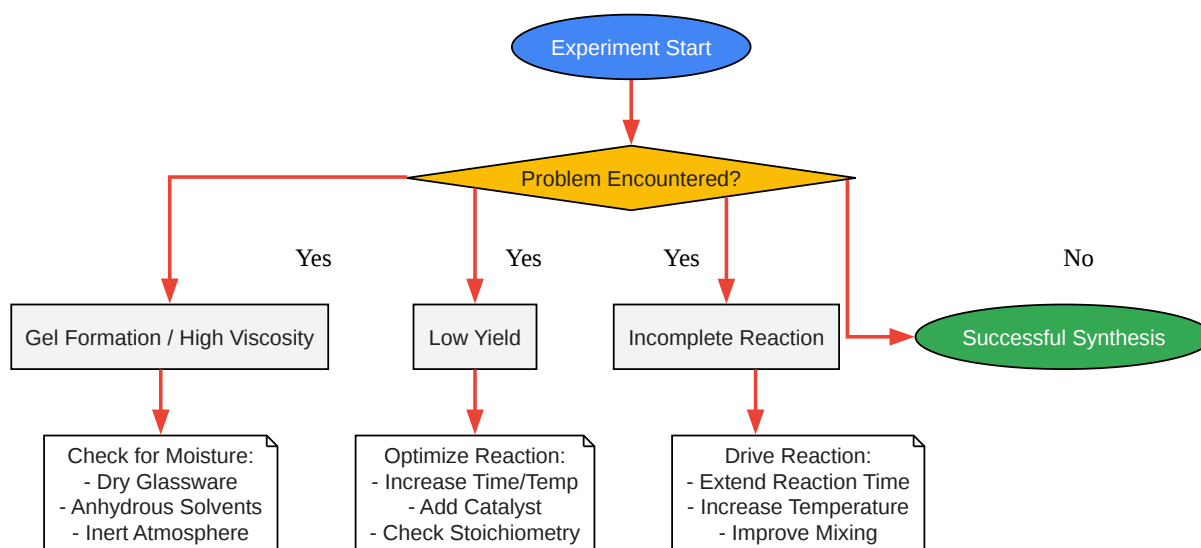 Experiment Start
Problem Encountered?
Yes
Yes
Yes
No
Gel Formation / High Viscosity
Low Yield
Incomplete Reaction
Successful Synthesis
Check for Moisture:
- Dry Glassware
- Anhydrous Solvents
- Inert Atmosphere
Optimize Reaction:
- Increase Time/Temp
- Add Catalyst
- Check Stoichiometry
Drive Reaction:
- Extend Reaction Time
- Increase Temperature
- Improve Mixing